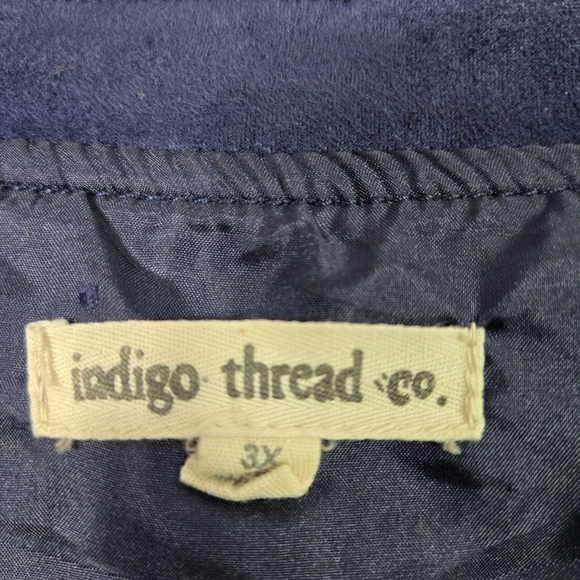 indigo thread co.
3X